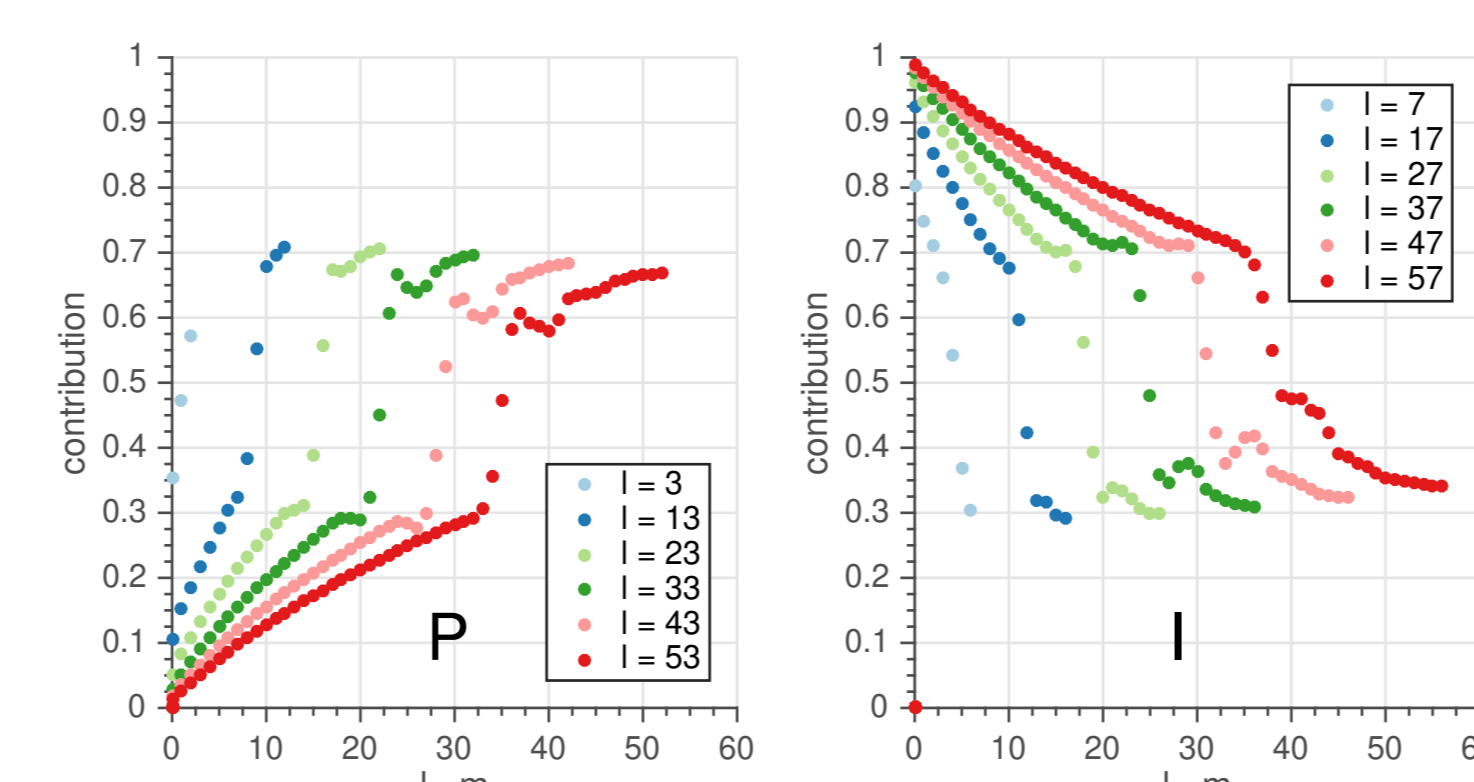 1
0.9
0.8
0.7
0.6
0.5
0.4
0.3
0.2
0.1
0
contribution
0 10 20 30 40 50 60
P
l = 3
l = 13
l = 23
l = 33
l = 43
l = 53
1
0.9
0.8
0.7
0.6
0.5
0.4
0.3
0.2
0.1
0
contribution
0 10 20 30 40 50
I
l = 7
l = 17
l = 27
l = 37
l = 47
l = 57